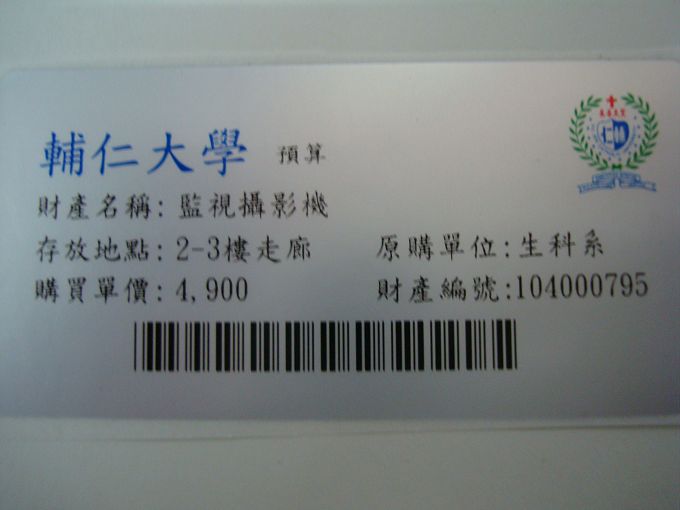 輔仁大學 預算
財產名稱: 監視攝影機
存放地點: 2-3樓走廊 原購單位: 生科系
購買單價: 4,900 財產編號:104000795